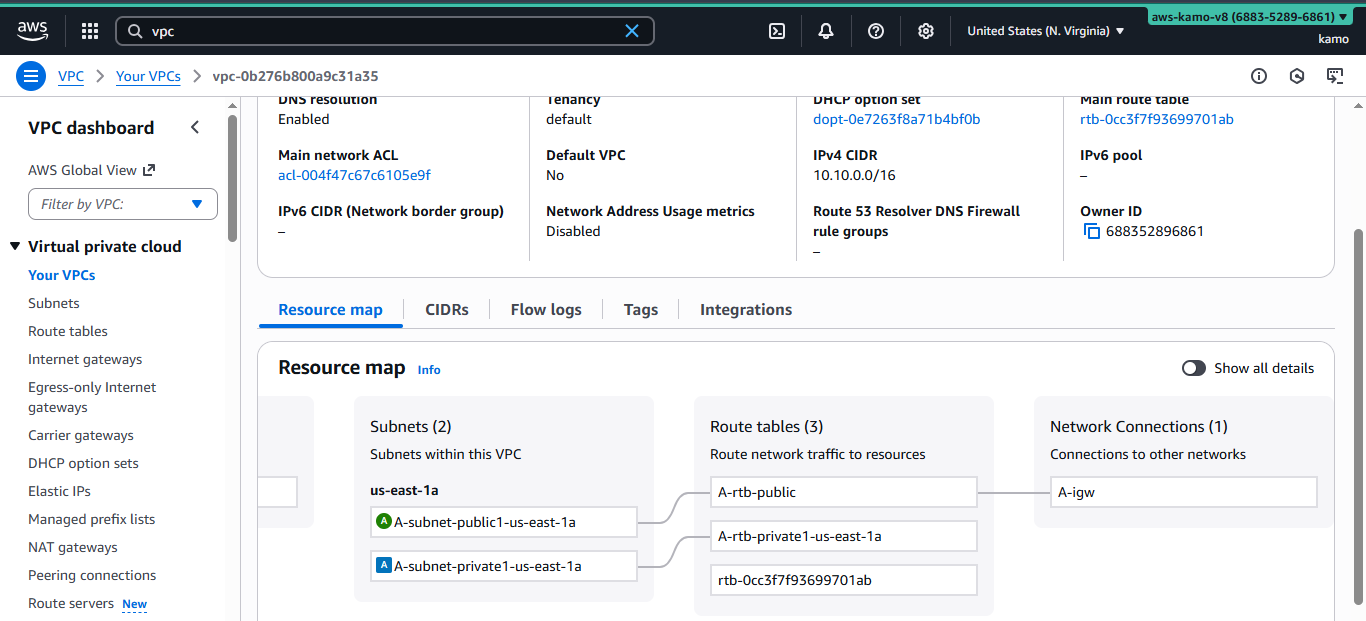 aws
vpc
United States (N. Virginia)
aws-kamo-v8 (6883-5289-6861)
kamo
VPC
Your VPCs
vpc-0b276b800a9c31a35
VPC dashboard
AWS Global View
Filter by VPC:
Virtual private cloud
Your VPCs
Subnets
Route tables
Internet gateways
Egress-only Internet
gateways
Carrier gateways
DHCP option sets
Elastic IPs
Managed prefix lists
NAT gateways
Peering connections
Route servers New
DNS resolution
Enabled
Tenancy
default
DHCP option set
dopt-0e7263f8a71b4bf0b
Main route table
rtb-0cc3f7f93699701ab
Main network ACL
acl-004f47c67c6105e9f
Default VPC
No
IPv4 CIDR
10.10.0.0/16
IPv6 pool
–
IPv6 CIDR (Network border group)
–
Network Address Usage metrics
Disabled
Route 53 Resolver DNS Firewall
rule groups
–
Owner ID
688352896861
Resource map
CIDRs
Flow logs
Tags
Integrations
Resource map Info
Show all details
Subnets (2)
Subnets within this VPC
us-east-1a
A A-subnet-public1-us-east-1a
A A-subnet-private1-us-east-1a
Route tables (3)
Route network traffic to resources
A-rtb-public
A-rtb-private1-us-east-1a
rtb-0cc3f7f93699701ab
Network Connections (1)
Connections to other networks
A-igw